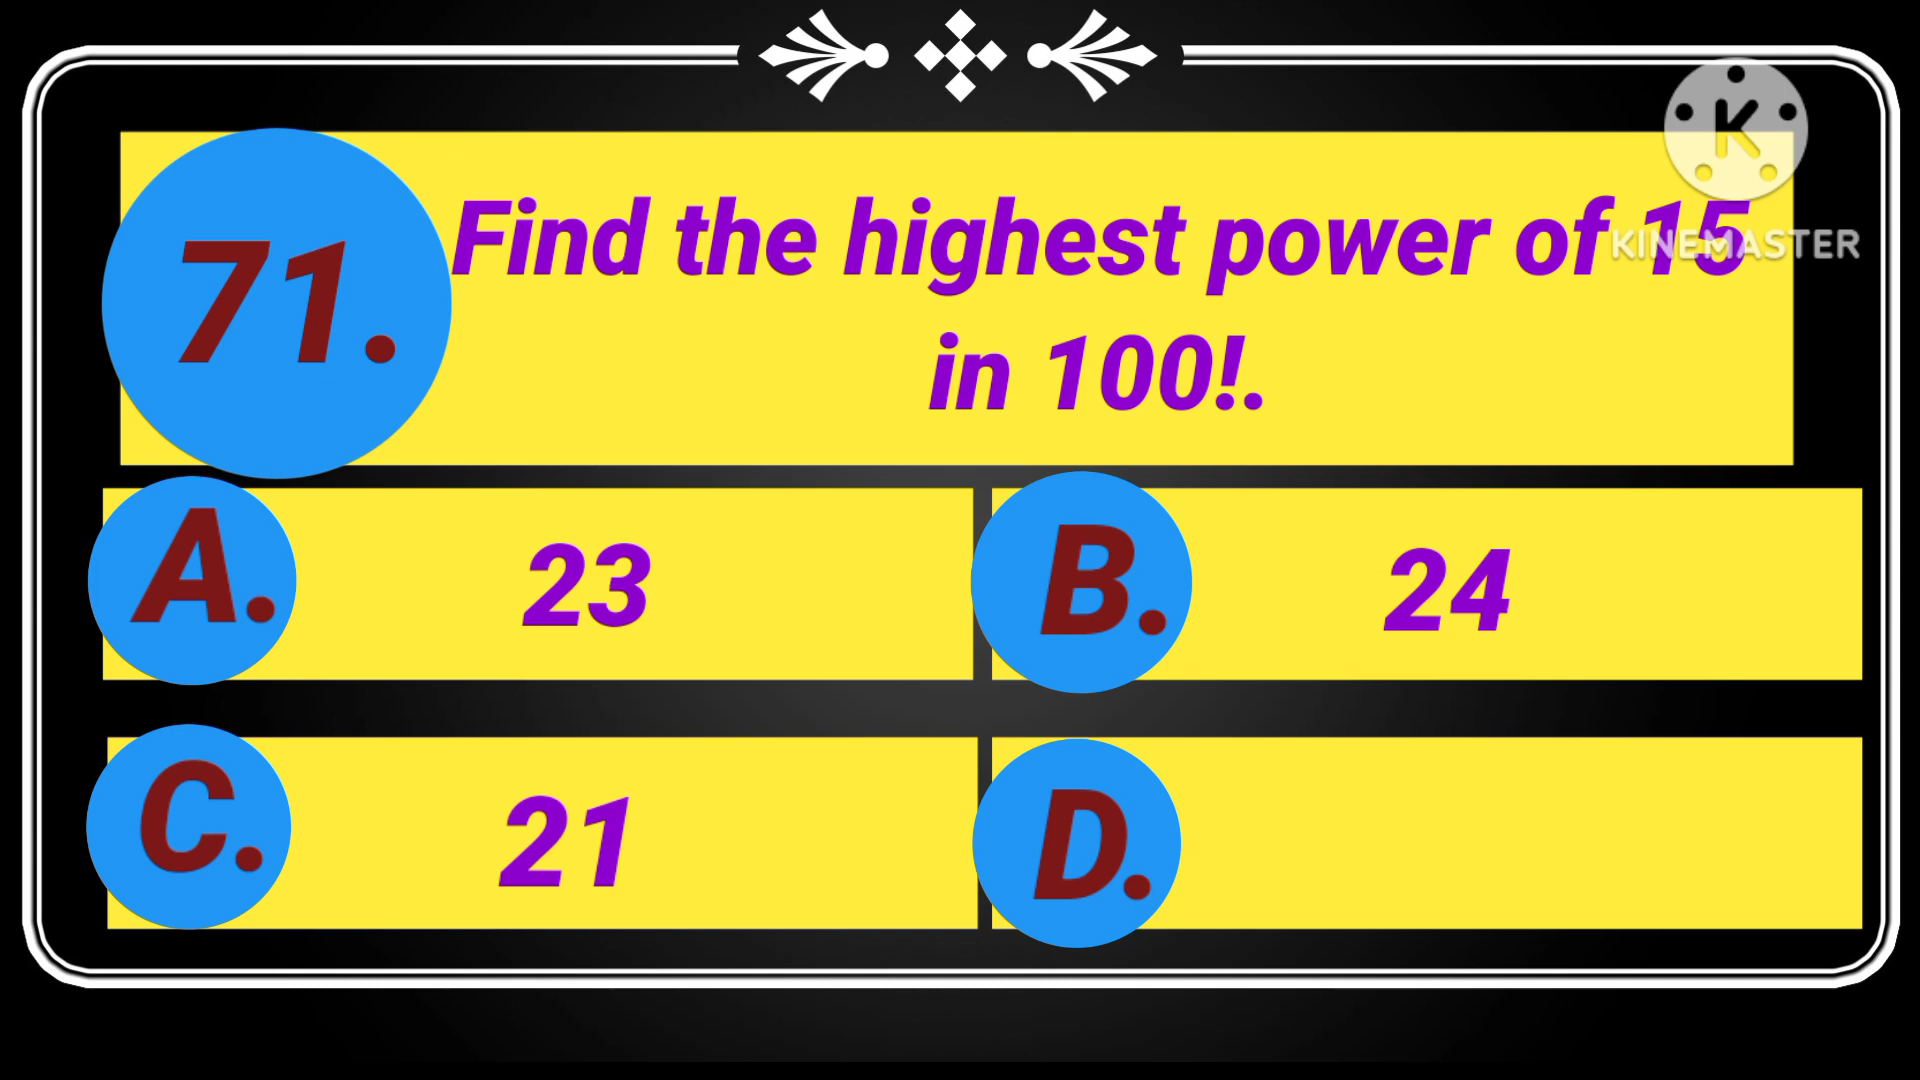 K
KINEMASTER
71.
Find the highest power of 15
in 100!.
A.
23
B.
24
C.
21
D.